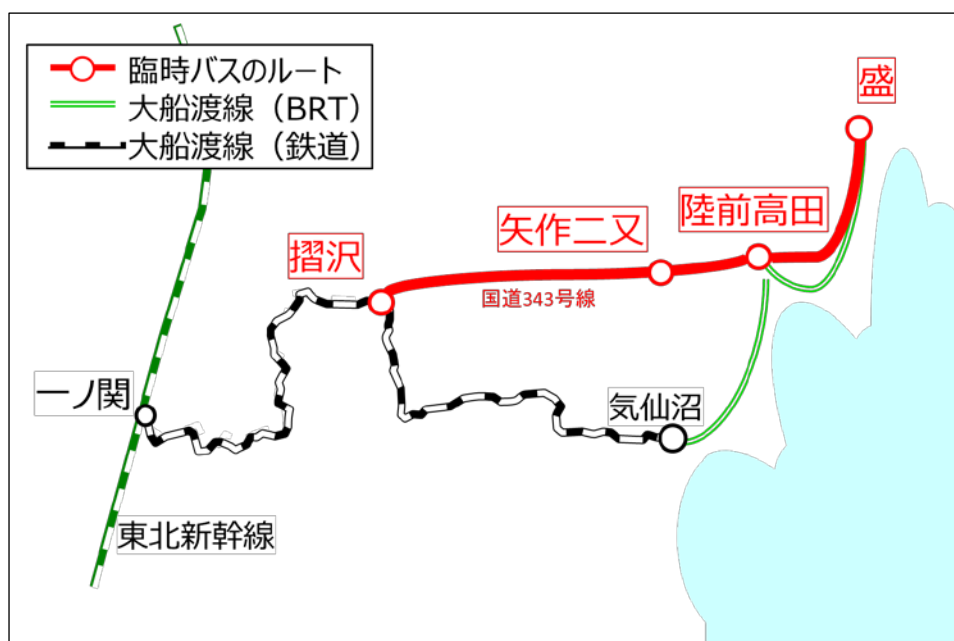 臨時バスのルート
大船渡線（BRT）
大船渡線（鉄道）
盛
陸前高田
矢作二又
摺沢
国道343号線
一ノ関
気仙沼
東北新幹線